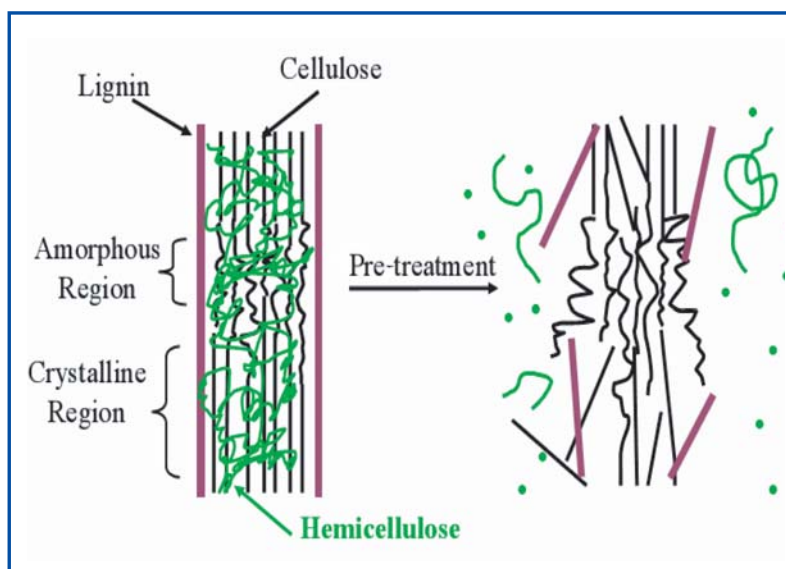 Cellulose
Lignin
Amorphous
Region
Pre-treatment
Crystalline
Region
Hemicellulose